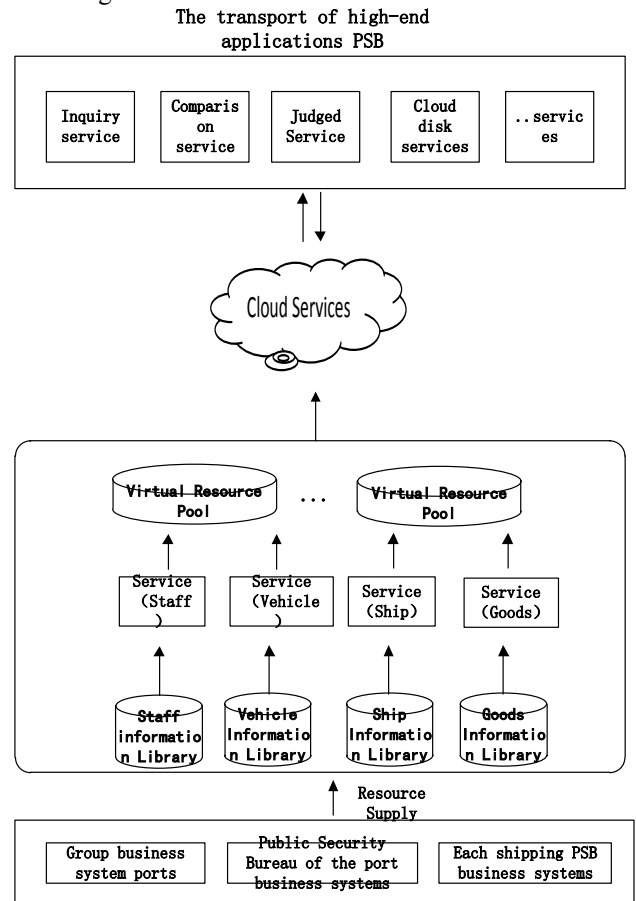 The transport of high-end
applications PSB
Inquiry
service
Comparis
on
service
Judged
Service
Cloud
disk
services
..servic
es
Cloud Services
Virtual Resource
Pool
...
Virtual Resource
Pool
Service
(Staff
)
Service
(Vehicle
)
Service
(Ship)
Service
(Goods)
Staff
informatio
n Library
Vehicle
Informatio
n Library
Ship
Informatio
n Library
Goods
Informatio
n Library
Resource
Supply
Group business
system ports
Public Security
Bureau of the port
business systems
Each shipping PSB
business systems